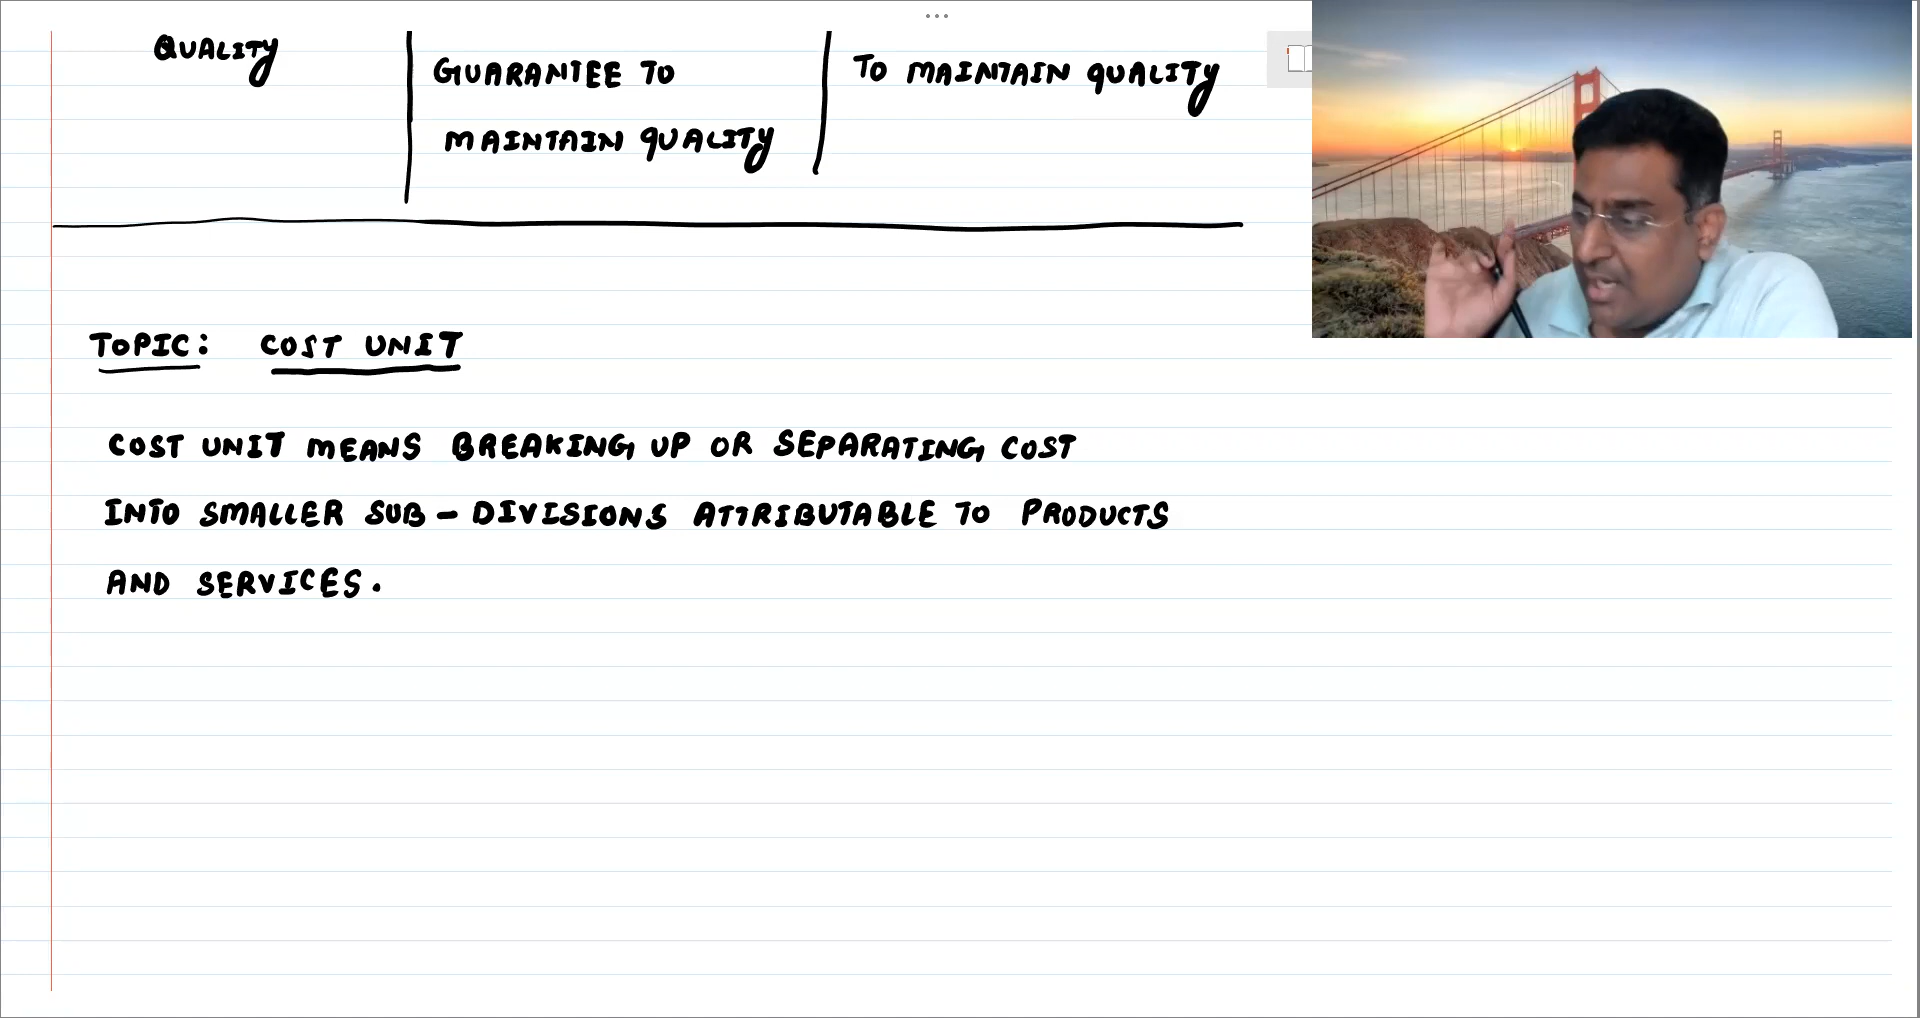 QUALITY
GUARANTEE TO
MAINTAIN QUALITY
TO MAINTAIN QUALITY
TOPIC: COST UNIT
COST UNIT MEANS BREAKING UP OR SEPARATING COST
INTO SMALLER SUB - DIVISIONS ATTRIBUTABLE TO PRODUCTS
AND SERVICES.